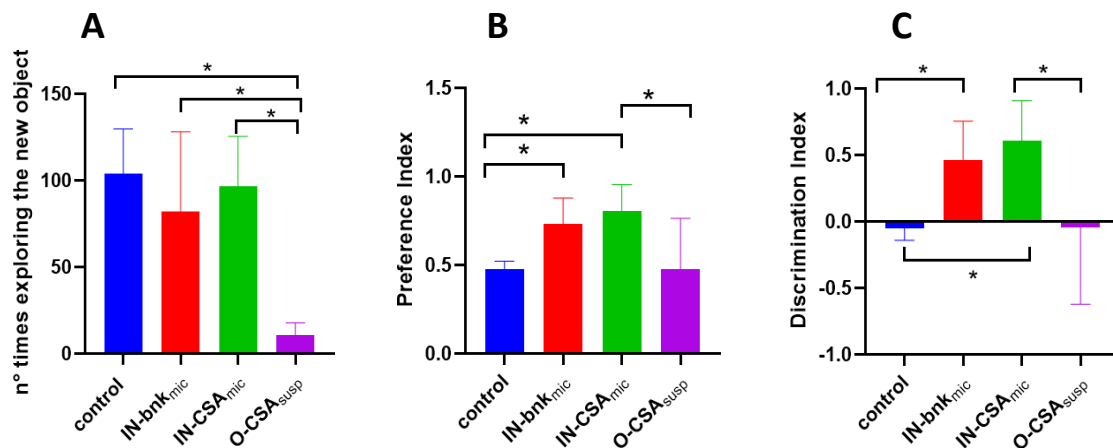 A
n° times exploring the new object
150
100
50
0
*
*
*
control
IN-bnkmic
IN-CSAmic
O-CSAsusp
B
Preference Index
1.5
1.0
0.5
0.0
*
*
*
control
IN-bnkmic
IN-CSAmic
O-CSAsusp
C
Discrimination Index
1.0
0.5
0.0
-0.5
-1.0
*
*
*
control
IN-bnkmic
IN-CSAmic
O-CSAsusp